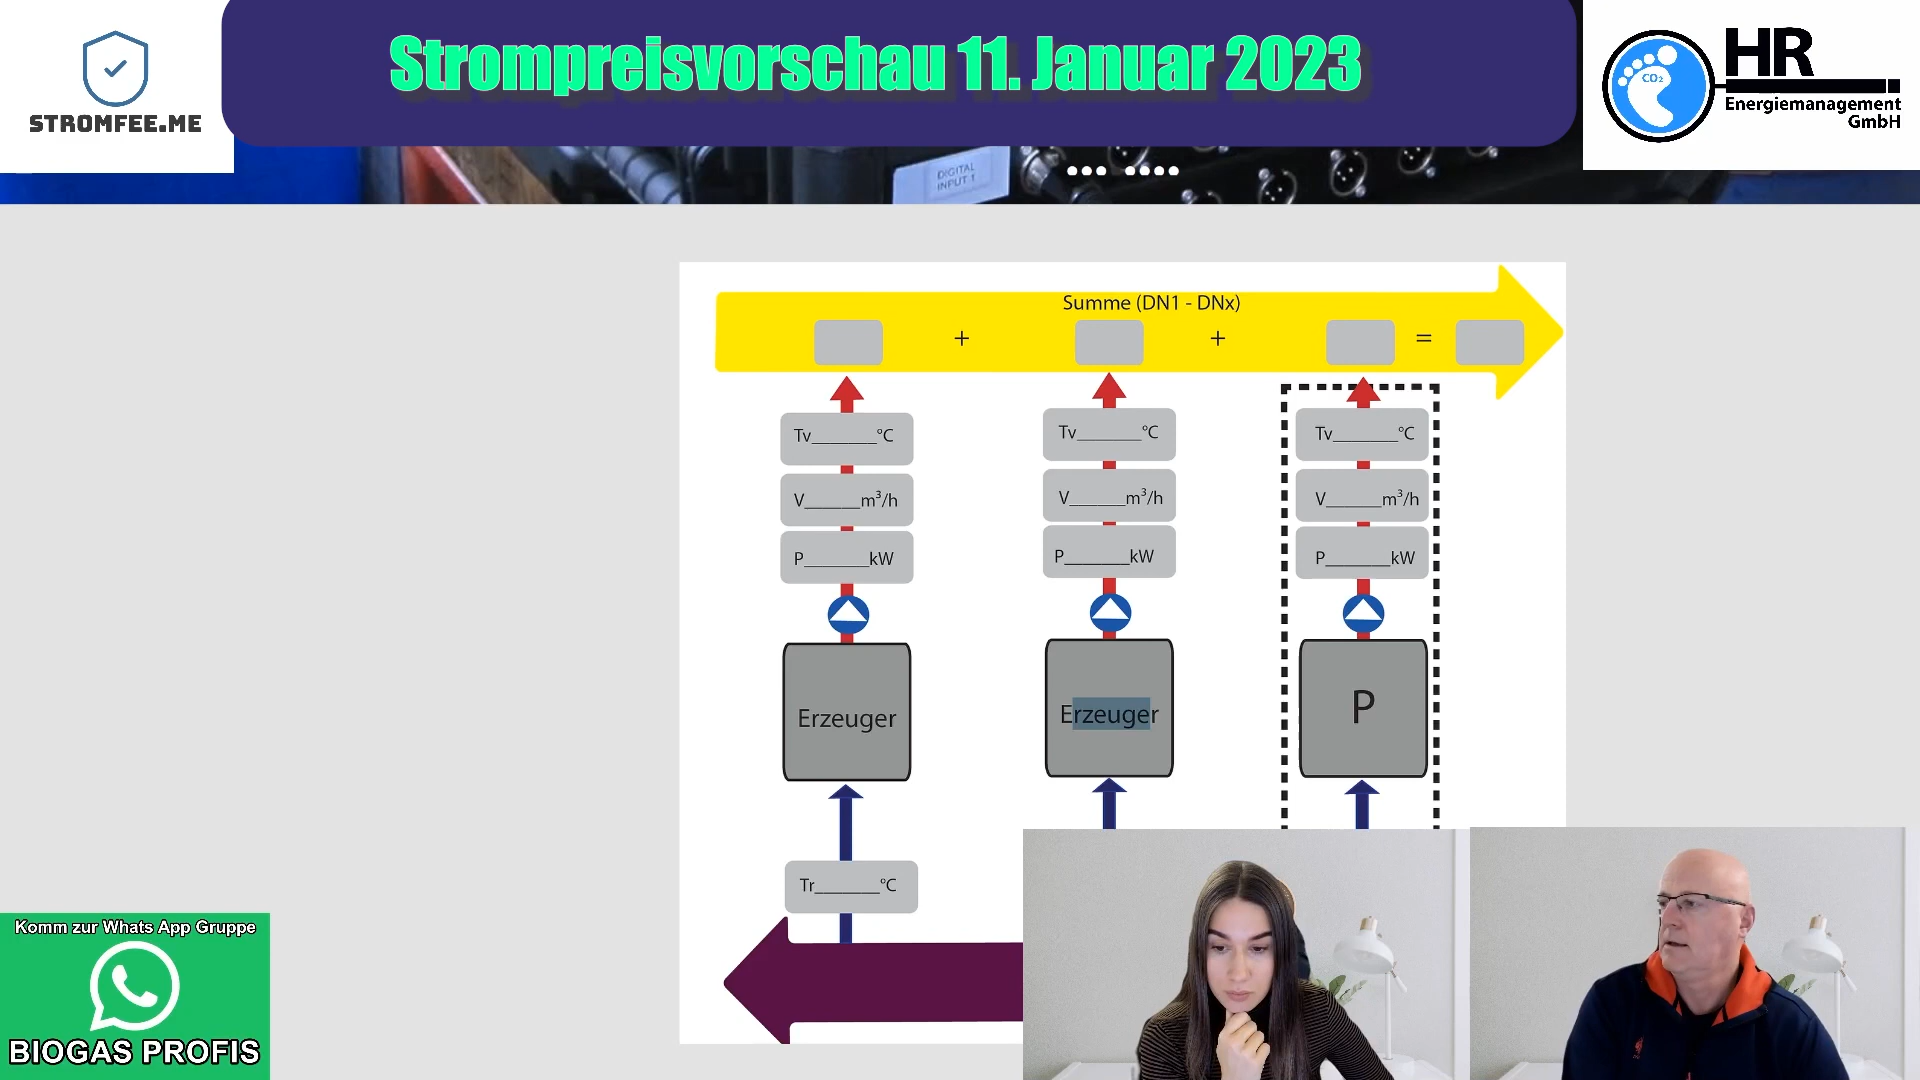 Strompreisvorschau 11. Januar 2023
STROMFEE.ME
CO₂
HR
Energiemanagement
GmbH
DIGITAL
INPUT 1
Summe (DN1 - DNx)
+ + =
Tv_______°C
Tv_______°C
Tv_______°C
V______m³/h
V______m³/h
V______m³/h
P_______kW
P_______kW
P_______kW
Erzeuger
Erzeuger
P
Tr_______°C
Komm zur Whats App Gruppe
BIOGAS PROFIS